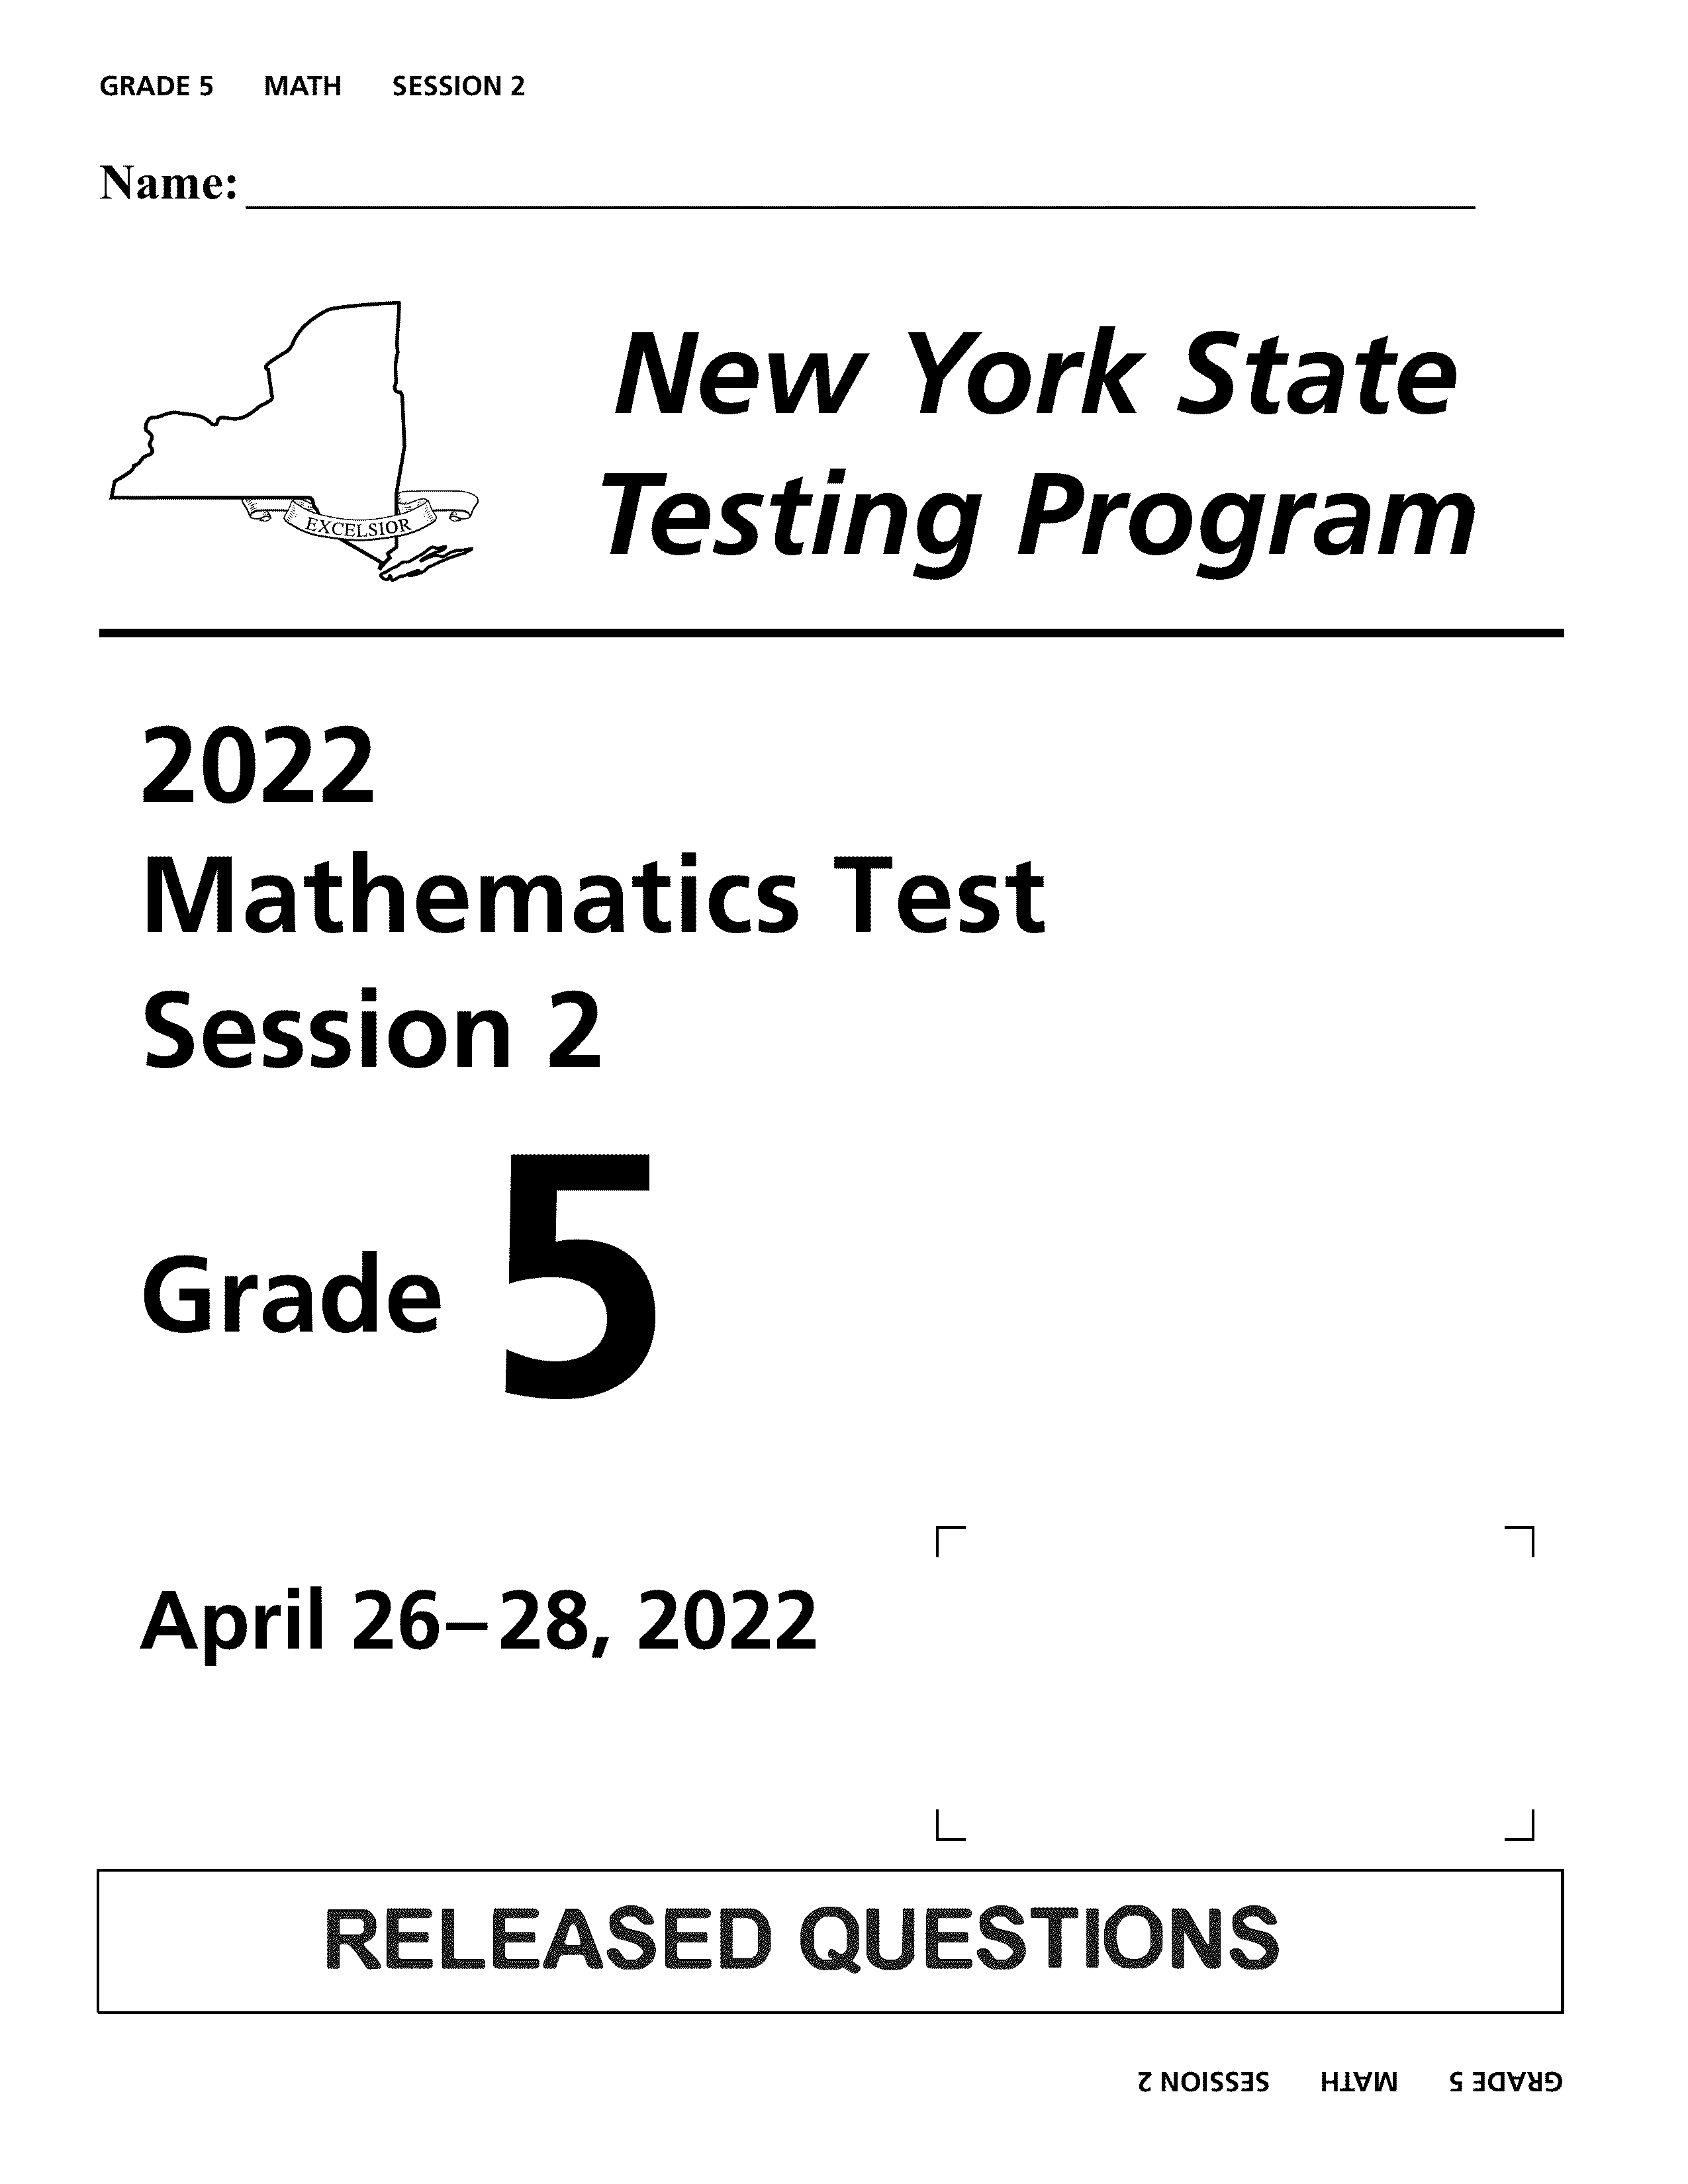 GRADE 5 MATH SESSION 2
Name:
New York State
Testing Program
EXCELSIOR
2022
Mathematics Test
Session 2
Grade 5
April 26–28, 2022
RELEASED QUESTIONS
GRADE 5 MATH SESSION 2